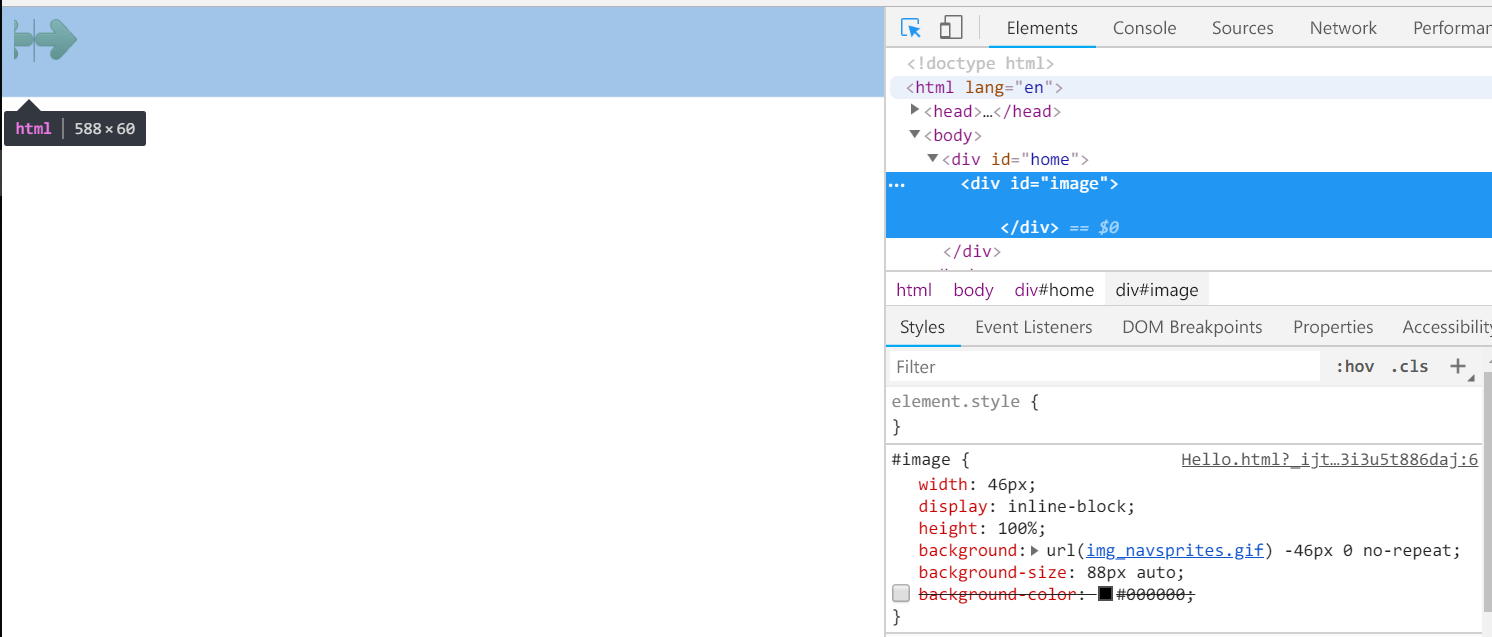 html 588 × 60
Elements Console Sources Network Performan
<!doctype html>
<html lang="en">
<head>…</head>
<body>
<div id="home">
<div id="image">
</div> == $0
</div>
html body div#home div#image
Styles Event Listeners DOM Breakpoints Properties Accessibility
Filter :hov .cls +
element.style {
}
#image { Hello.html?_ijt…3i3u5t886daj:6
width: 46px;
display: inline-block;
height: 100%;
background: url(img_navsprites.gif) -46px 0 no-repeat;
background-size: 88px auto;
background-color: #000000;
}